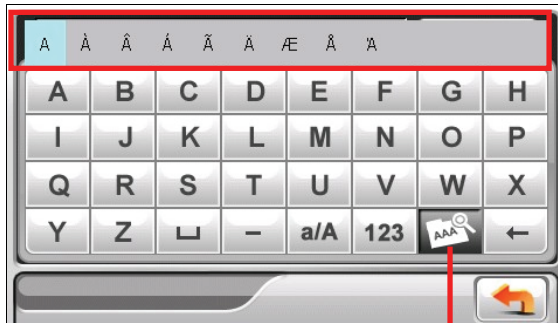 A À Â Á Ã Ä Æ Å Ά
A B C D E F G H
I J K L M N O P
Q R S T U V W X
Y Z ⌴ – a/A 123 AAA ←